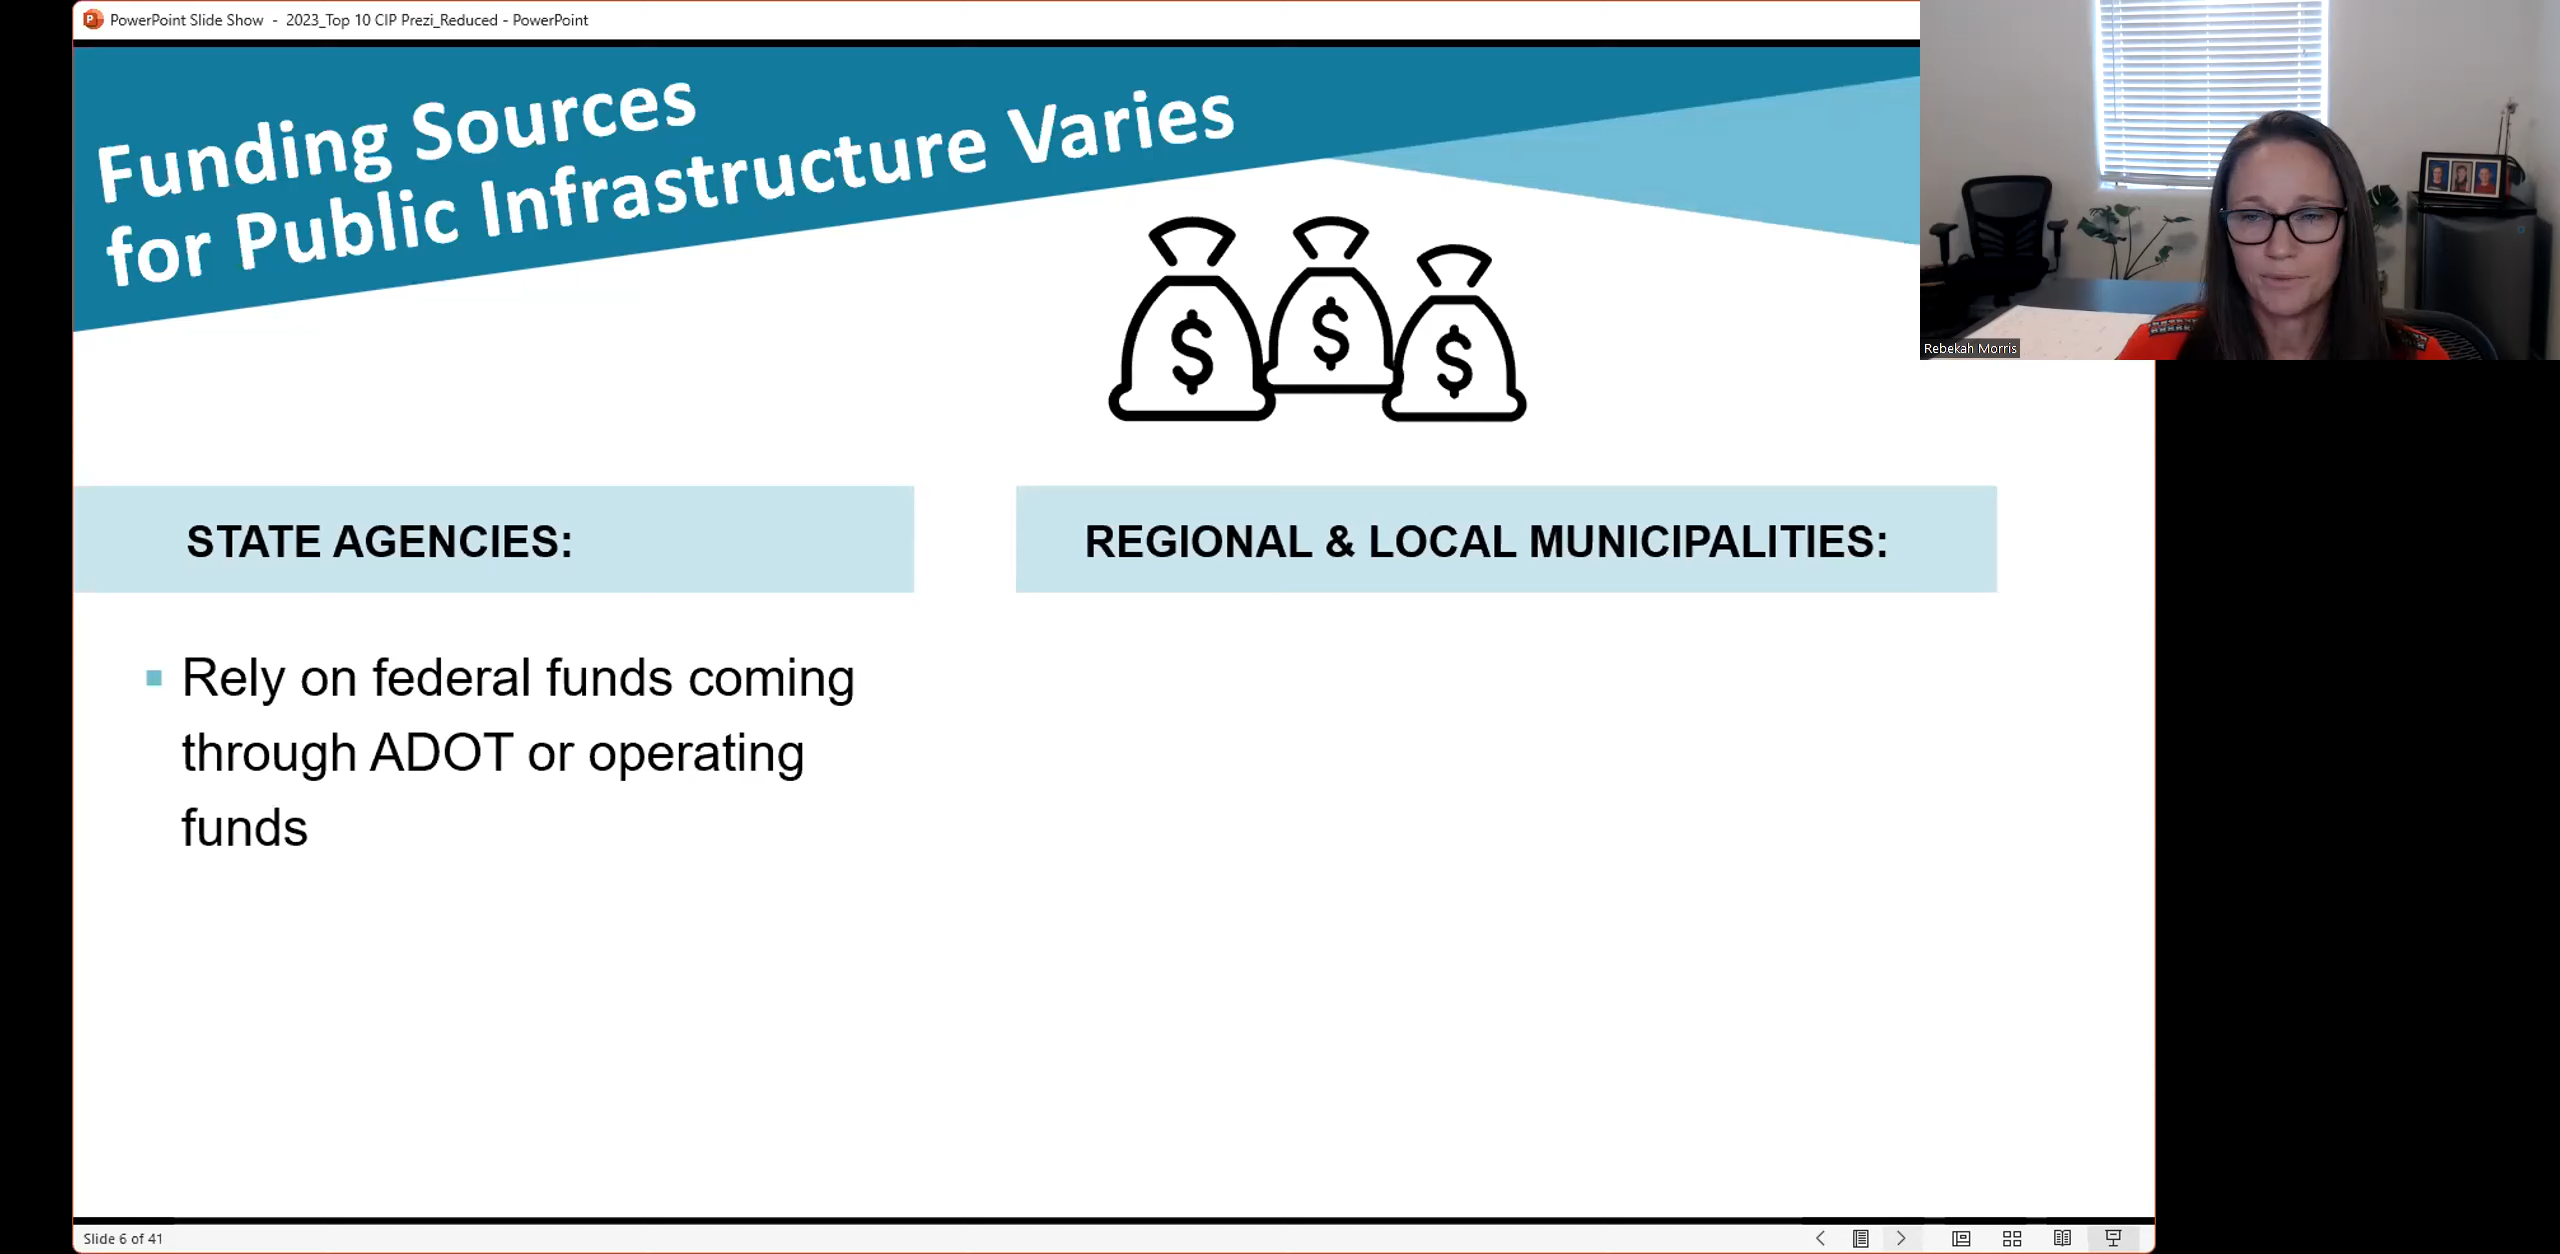 PowerPoint Slide Show - 2023_Top 10 CIP Prezi_Reduced - PowerPoint
Funding Sources
for Public Infrastructure Varies
$ $ $
Rebekah Morris
STATE AGENCIES:
REGIONAL & LOCAL MUNICIPALITIES:
Rely on federal funds coming
through ADOT or operating
funds
Slide 6 of 41